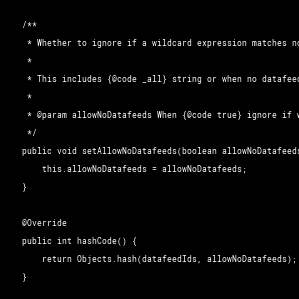 /**
* Whether to ignore if a wildcard expression matches no
*
* This includes {@code _all} string or when no datafeed
*
* @param allowNoDatafeeds When {@code true} ignore if w
*/
public void setAllowNoDatafeeds(boolean allowNoDatafeeds
this.allowNoDatafeeds = allowNoDatafeeds;
}
@Override
public int hashCode() {
return Objects.hash(datafeedIds, allowNoDatafeeds);
}